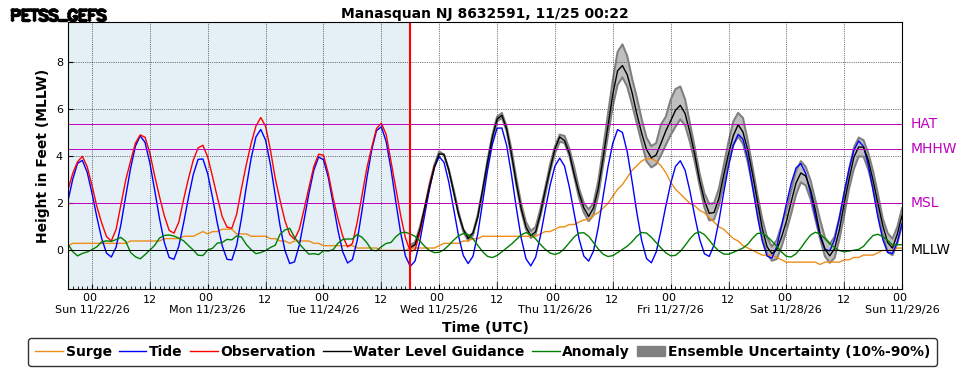 PETSS_GEFS
Manasquan NJ 8632591, 11/25 00:22
Height in Feet (MLLW)
8
6
4
2
0
HAT
MHHW
MSL
MLLW
00 12 00 12 00 12 00 12 00 12 00 12 00 12 00
Sun 11/22/26 Mon 11/23/26 Tue 11/24/26 Wed 11/25/26 Thu 11/26/26 Fri 11/27/26 Sat 11/28/26 Sun 11/29/26
Time (UTC)
Surge Tide Observation Water Level Guidance Anomaly Ensemble Uncertainty (10%-90%)